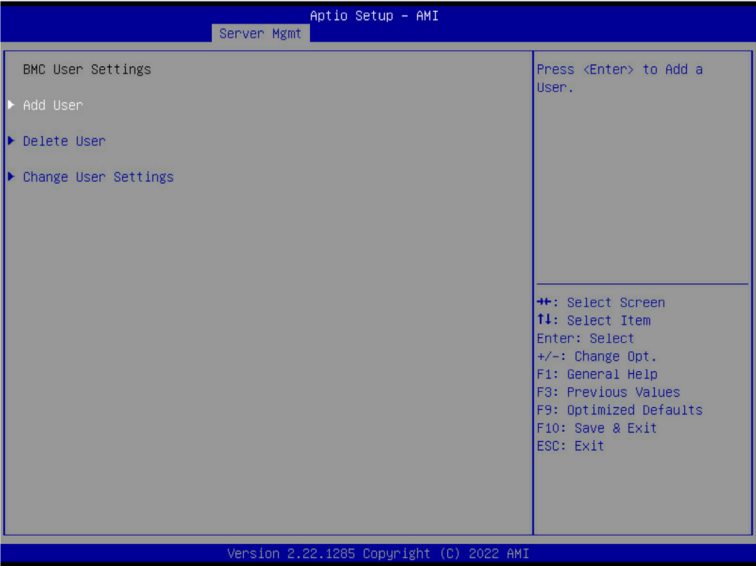 Aptio Setup – AMI
Server Mgmt
BMC User Settings
Add User
Delete User
Change User Settings
Press <Enter> to Add a
User.
→←: Select Screen
↑↓: Select Item
Enter: Select
+/-: Change Opt.
F1: General Help
F3: Previous Values
F9: Optimized Defaults
F10: Save & Exit
ESC: Exit
Version 2.22.1285 Copyright (C) 2022 AMI